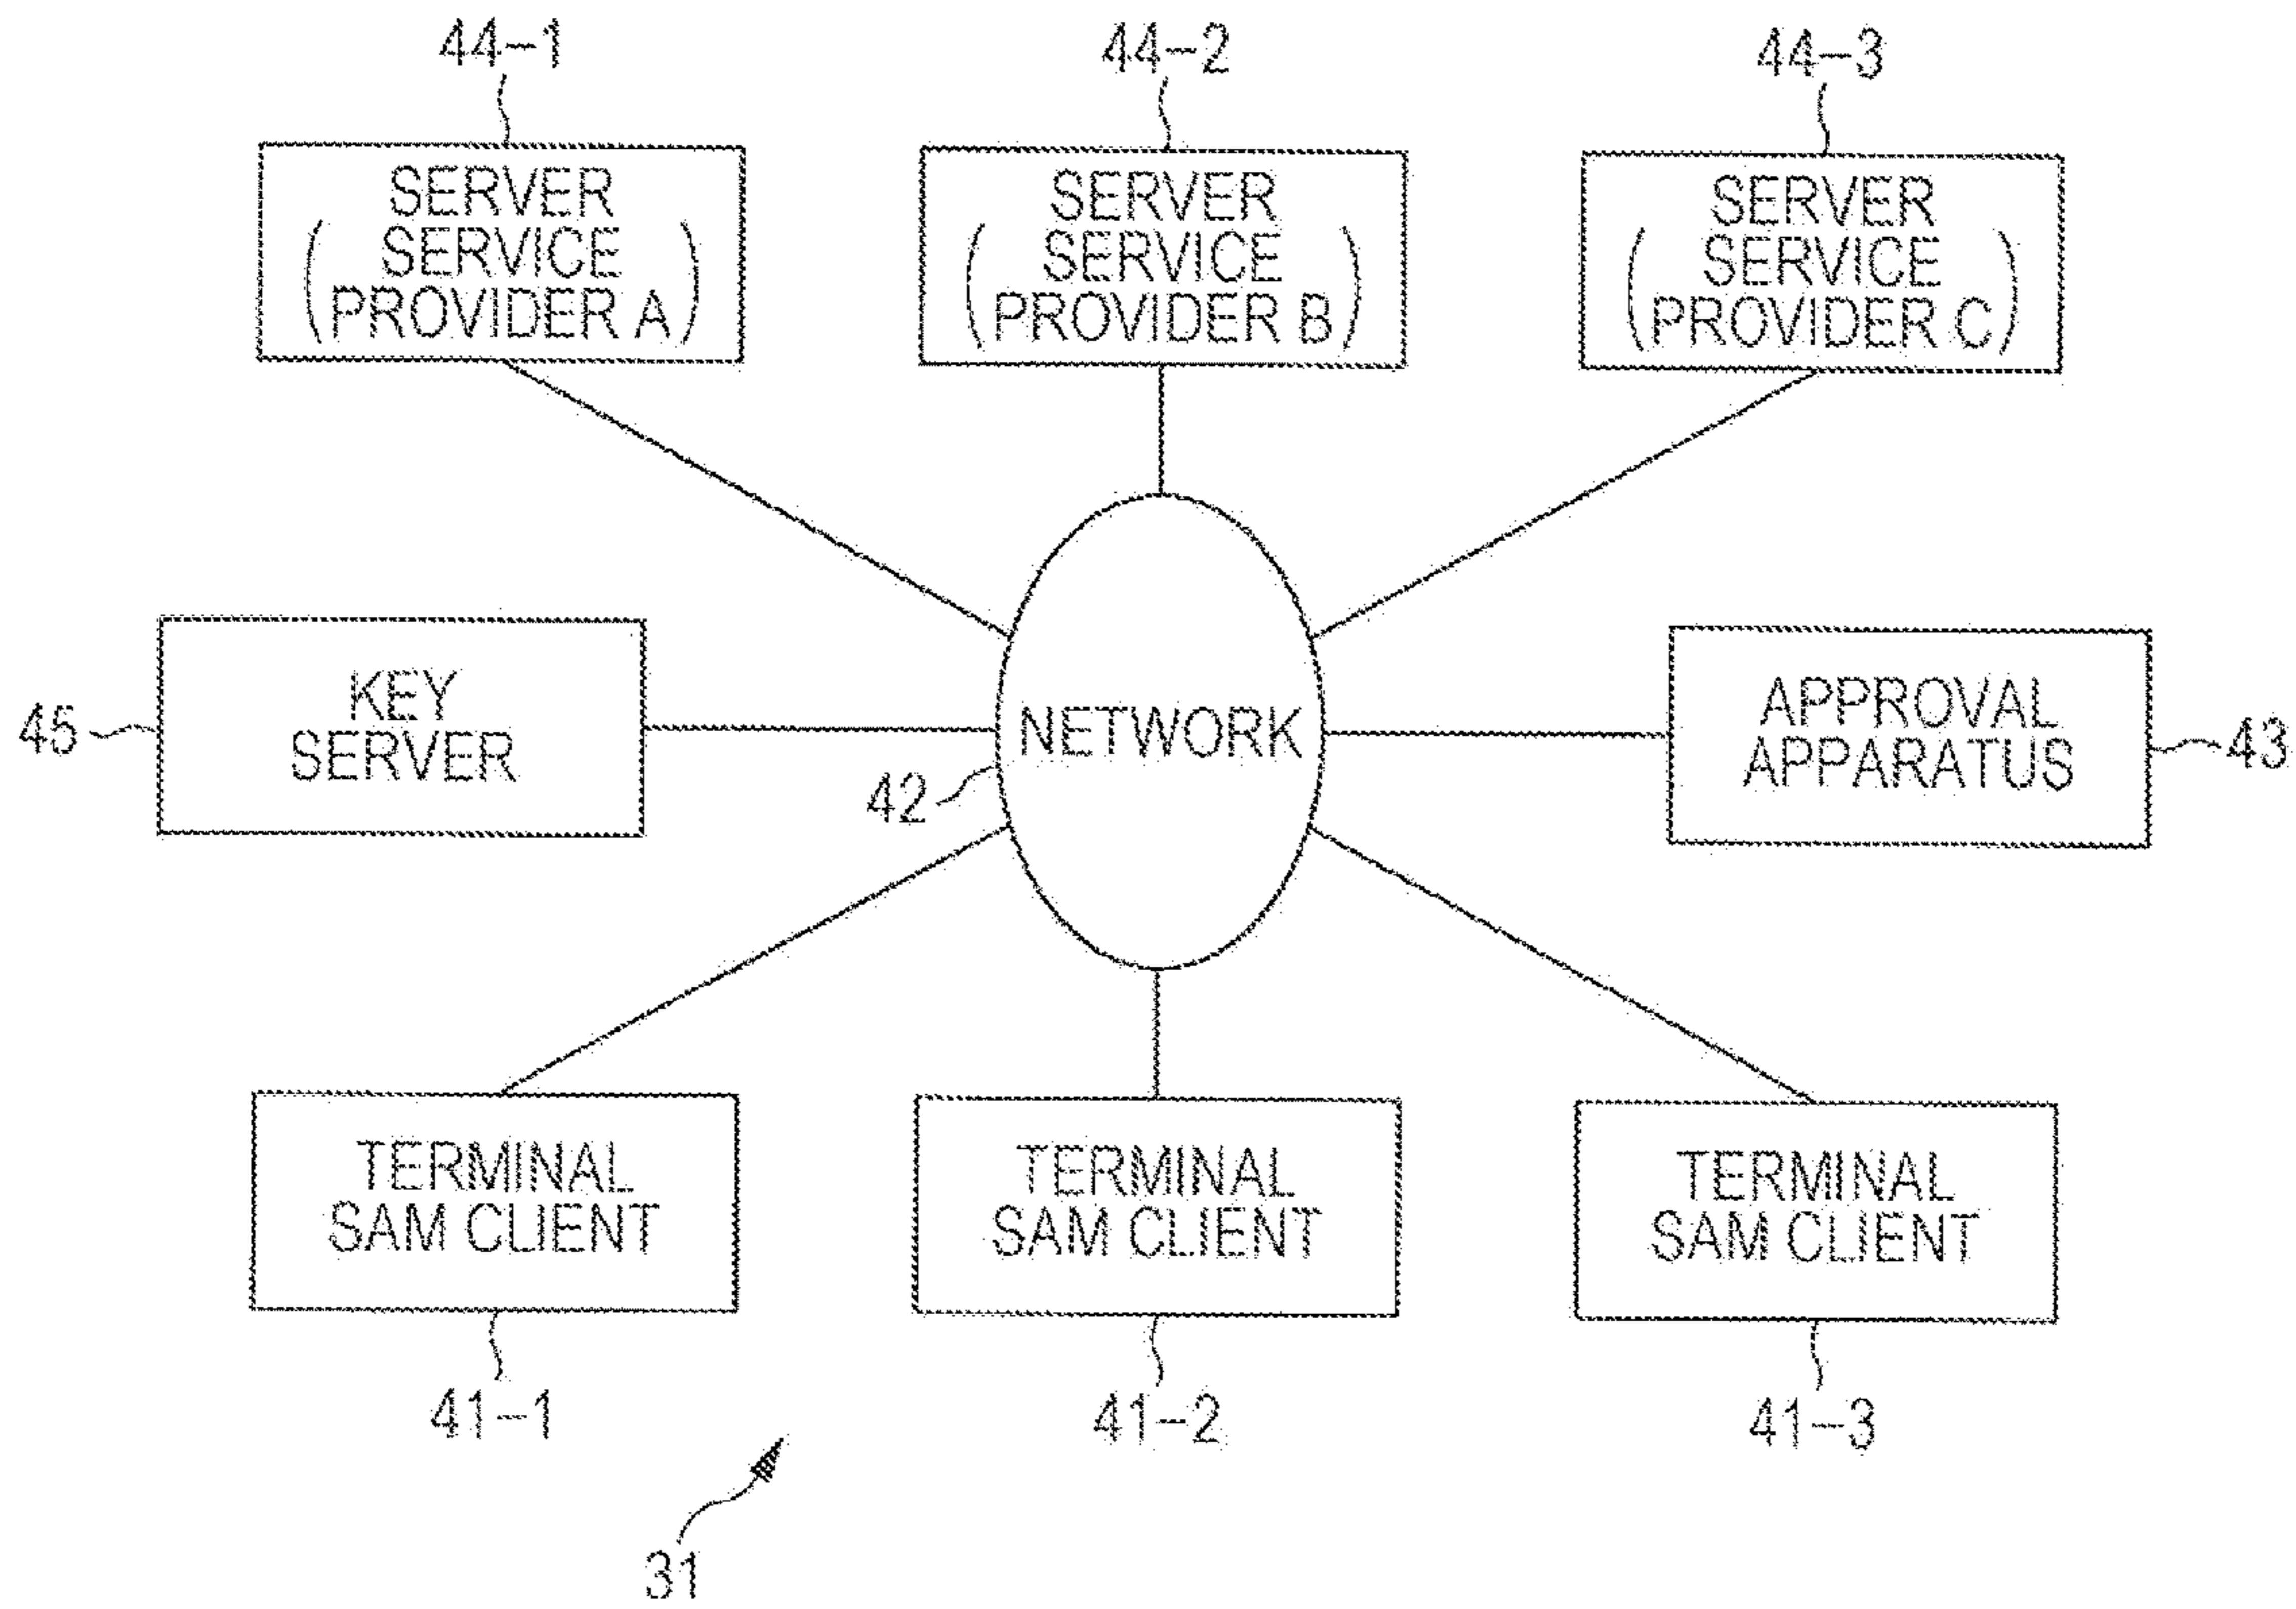 44-1
44-2
44-3
SERVER
( SERVICE
PROVIDER A )
SERVER
( SERVICE
PROVIDER B )
SERVER
( SERVICE
PROVIDER C )
45
KEY
SERVER
NETWORK
42
APPROVAL
APPARATUS
43
TERMINAL
SAM CLIENT
TERMINAL
SAM CLIENT
TERMINAL
SAM CLIENT
41-1
41-2
41-3
31